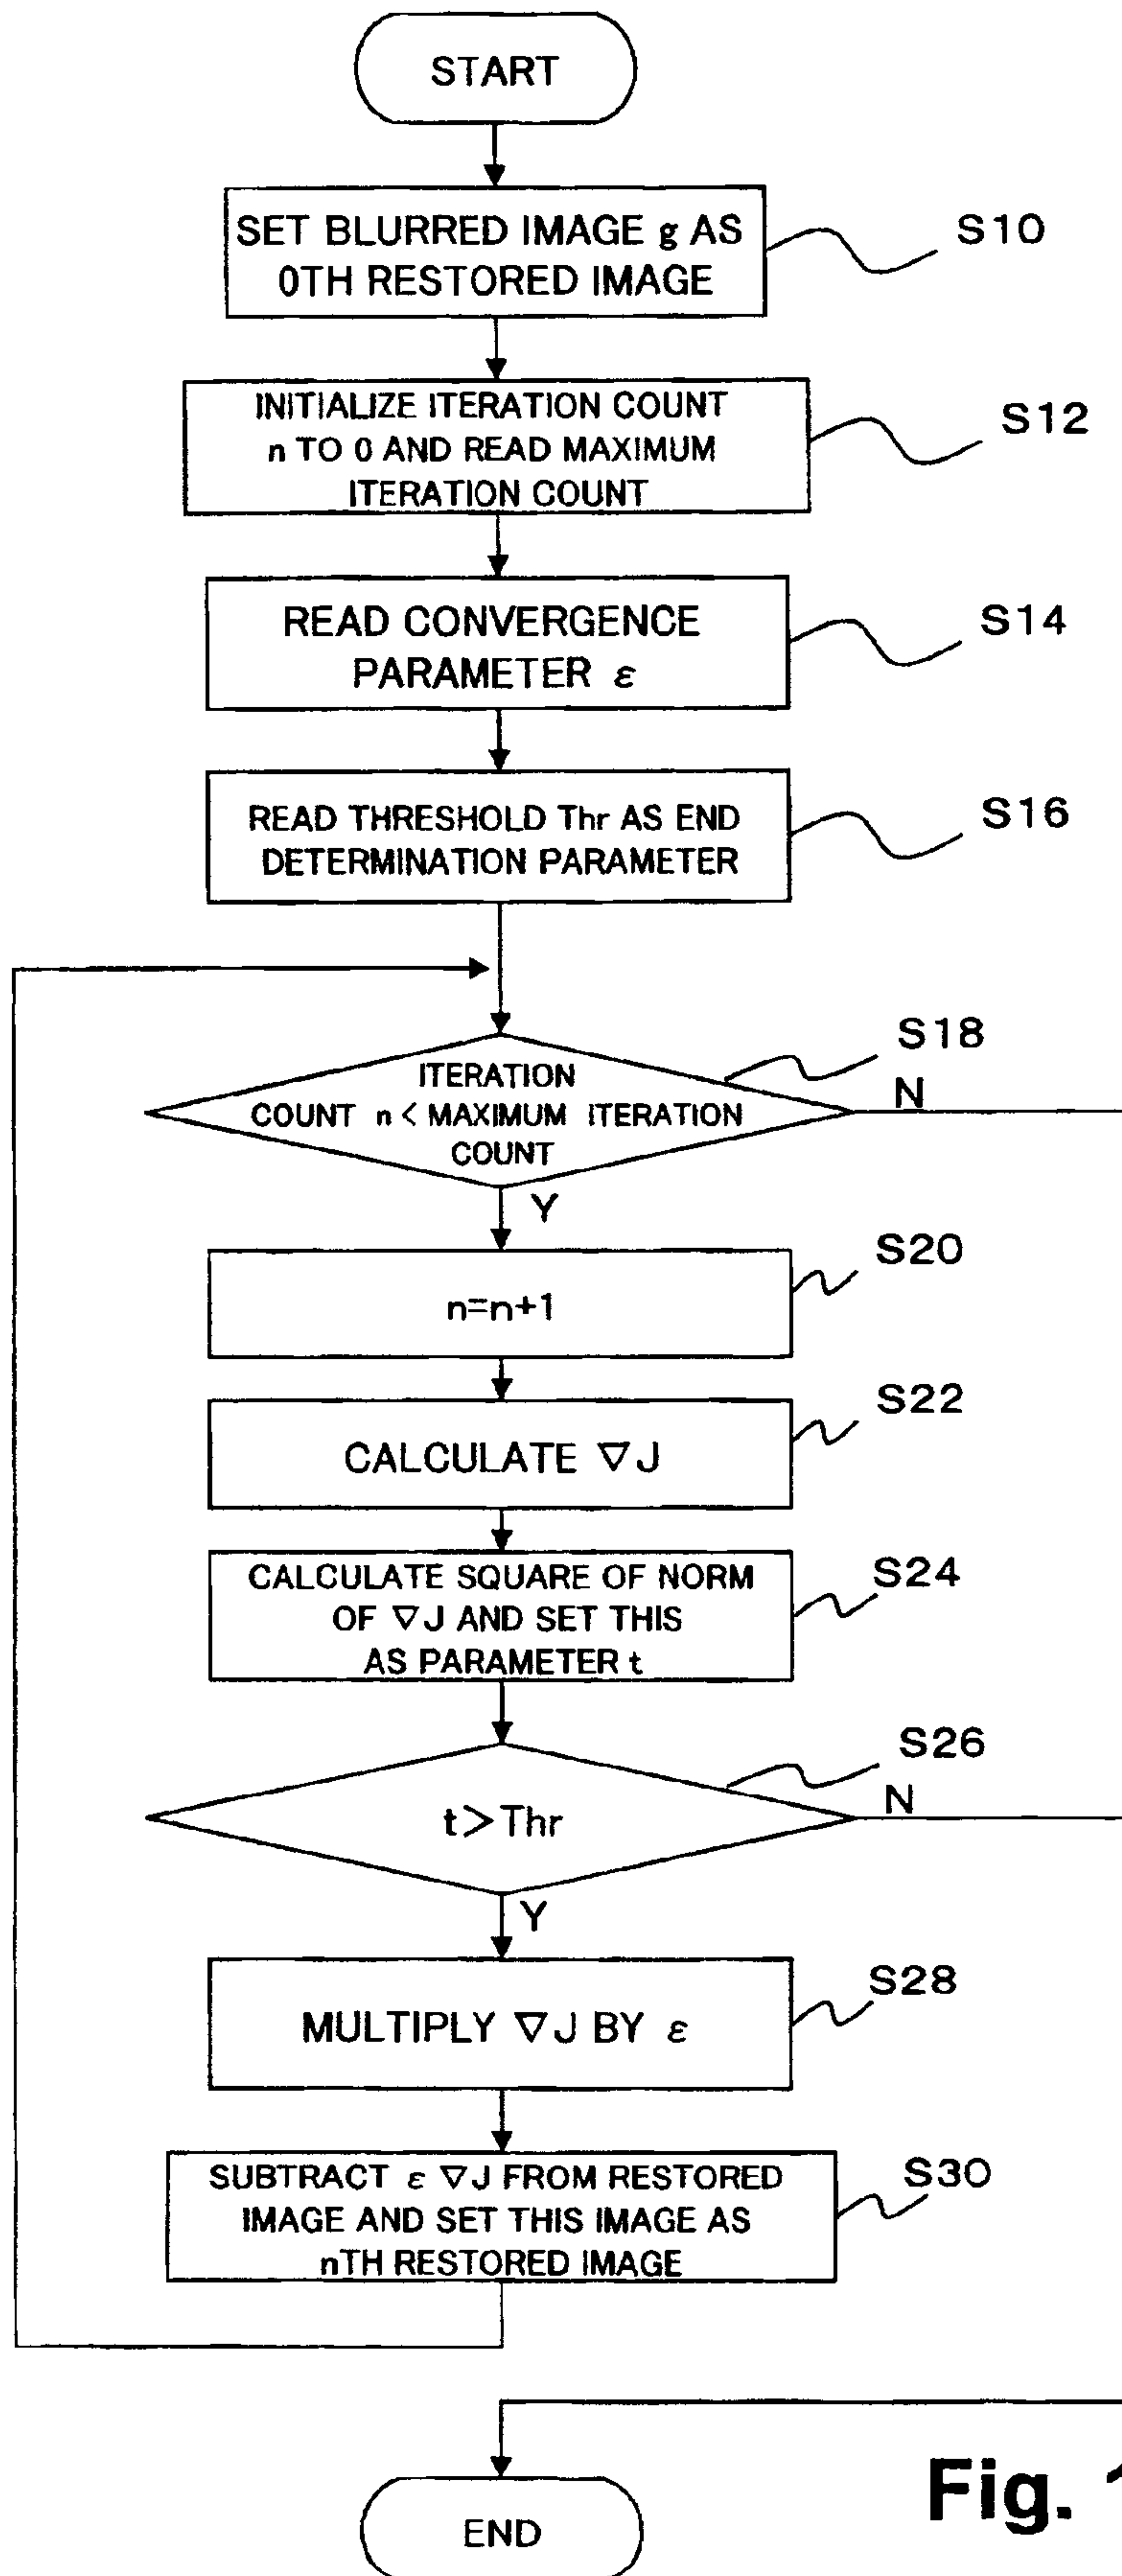 START
SET BLURRED IMAGE g AS
0TH RESTORED IMAGE
S10
INITIALIZE ITERATION COUNT
n TO 0 AND READ MAXIMUM
ITERATION COUNT
S12
READ CONVERGENCE
PARAMETER ε
S14
READ THRESHOLD Thr AS END
DETERMINATION PARAMETER
S16
ITERATION
COUNT n < MAXIMUM ITERATION
COUNT
S18
N
Y
n=n+1
S20
CALCULATE ∇J
S22
CALCULATE SQUARE OF NORM
OF ∇J AND SET THIS
AS PARAMETER t
S24
t>Thr
S26
N
Y
MULTIPLY ∇J BY ε
S28
SUBTRACT ε ∇J FROM RESTORED
IMAGE AND SET THIS IMAGE AS
nTH RESTORED IMAGE
S30
END
Fig.